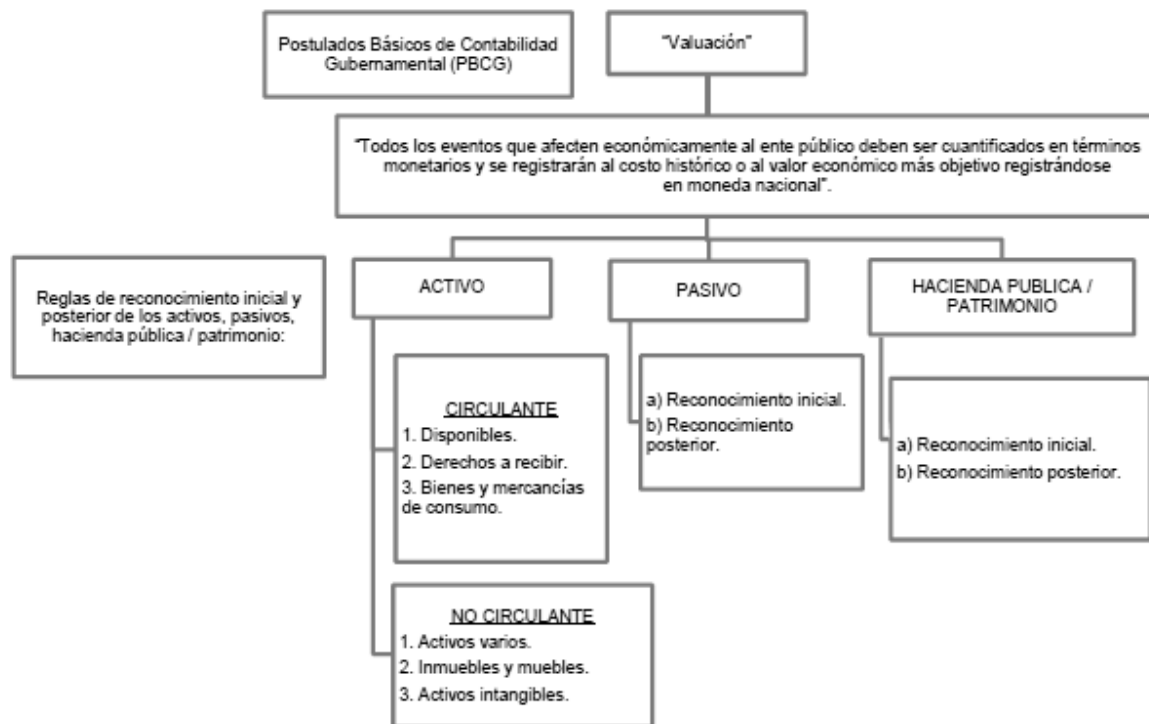 Postulados Básicos de Contabilidad
Gubernamental (PBCG)
"Valuación"
"Todos los eventos que afecten económicamente al ente público deben ser cuantificados en términos
monetarios y se registrarán al costo histórico o al valor económico más objetivo registrándose
en moneda nacional".
Reglas de reconocimiento inicial y
posterior de los activos, pasivos,
hacienda pública / patrimonio:
ACTIVO
PASIVO
HACIENDA PUBLICA /
PATRIMONIO
CIRCULANTE
1. Disponibles.
2. Derechos a recibir.
3. Bienes y mercancías
de consumo.
a) Reconocimiento inicial.
b) Reconocimiento
posterior.
a) Reconocimiento inicial.
b) Reconocimiento posterior.
NO CIRCULANTE
1. Activos varios.
2. Inmuebles y muebles.
3. Activos intangibles.